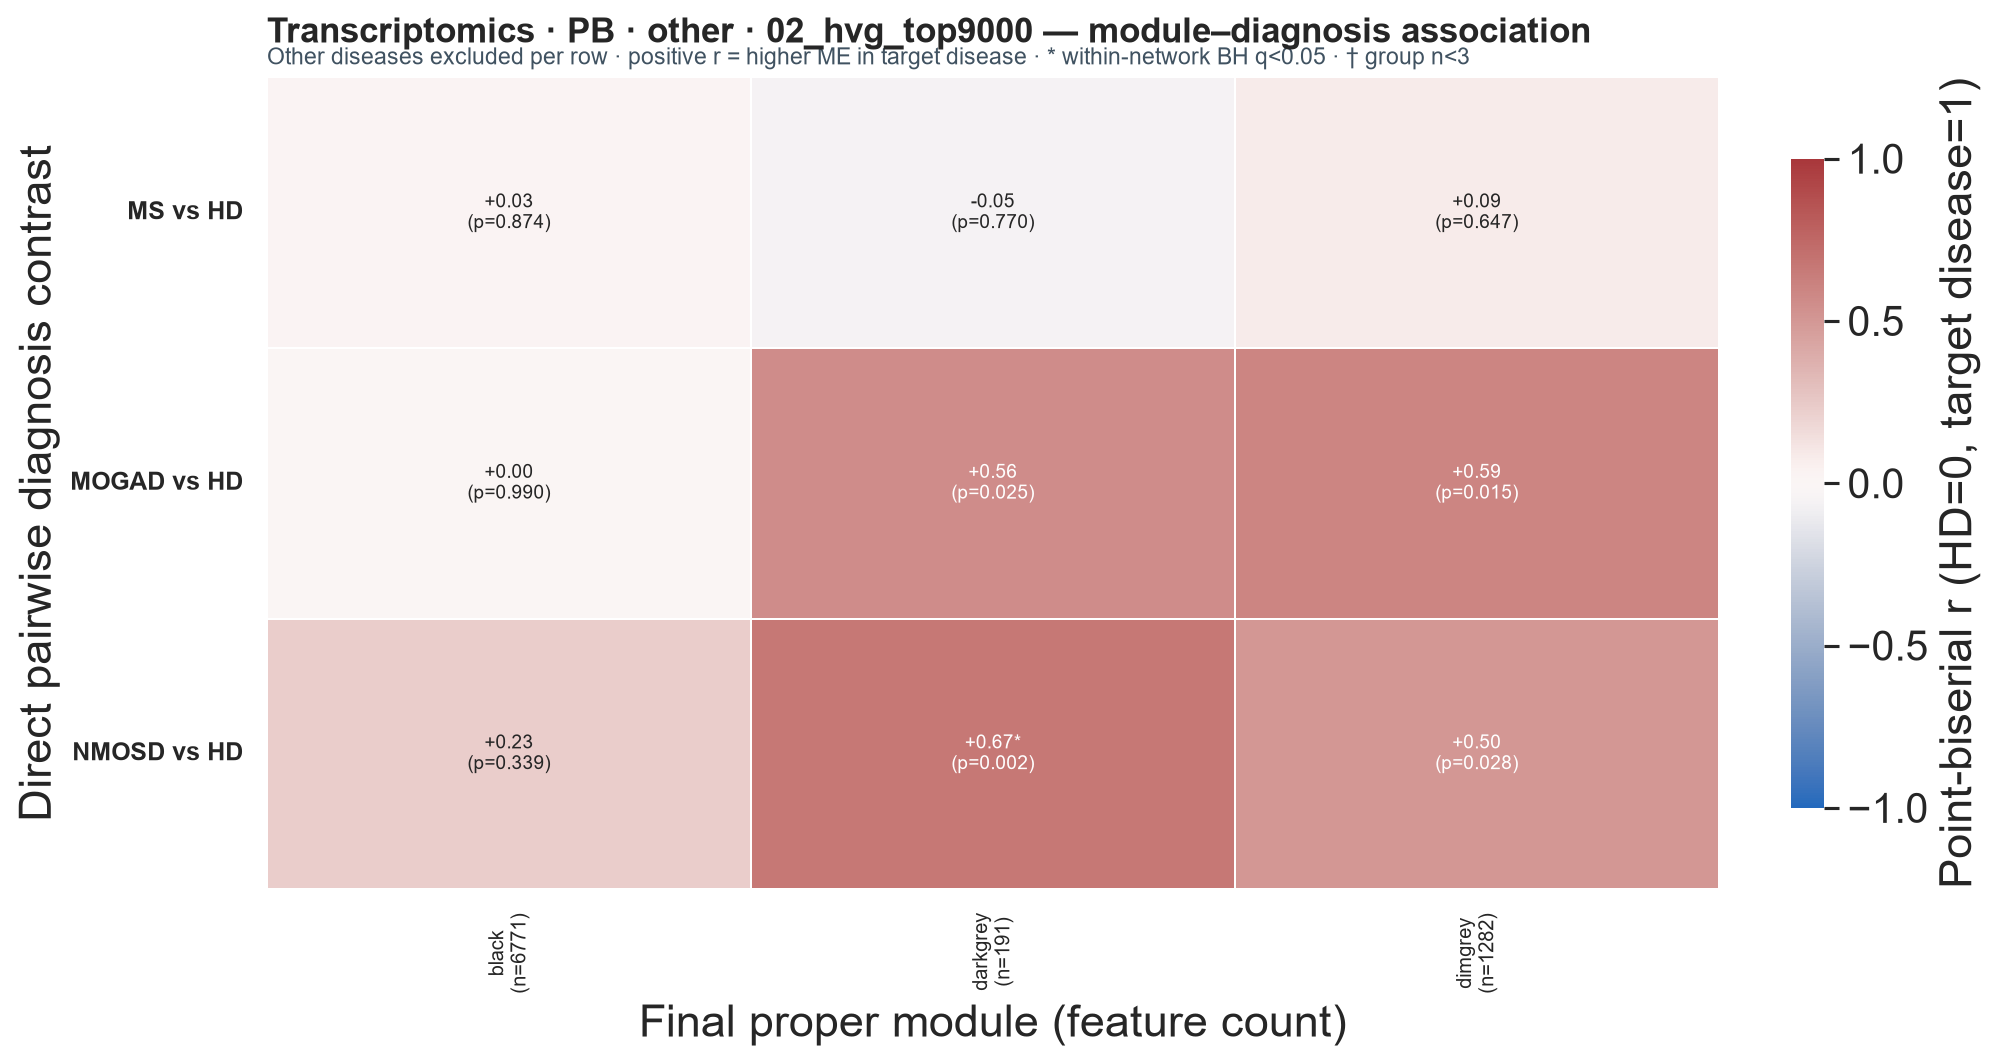 Transcriptomics · PB · other · 02_hvg_top9000 — module–diagnosis association
Other diseases excluded per row · positive r = higher ME in target disease · * within-network BH q<0.05 · † group n<3
Direct pairwise diagnosis contrast
MS vs HD
+0.03
(p=0.874)
-0.05
(p=0.770)
+0.09
(p=0.647)
MOGAD vs HD
+0.00
(p=0.990)
+0.56
(p=0.025)
+0.59
(p=0.015)
NMOSD vs HD
+0.23
(p=0.339)
+0.67*
(p=0.002)
+0.50
(p=0.028)
black
(n=6771)
darkgrey
(n=191)
dimgrey
(n=1282)
Final proper module (feature count)
1.0
0.5
0.0
−0.5
−1.0
Point-biserial r (HD=0, target disease=1)